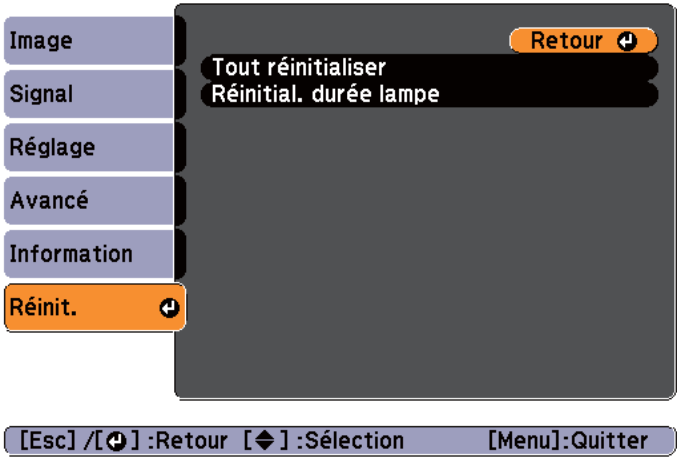 Image
Signal
Réglage
Avancé
Information
Réinit.
Retour
Tout réinitialiser
Réinitial. durée lampe
[Esc] /[ ] :Retour [ ] :Sélection [Menu]:Quitter